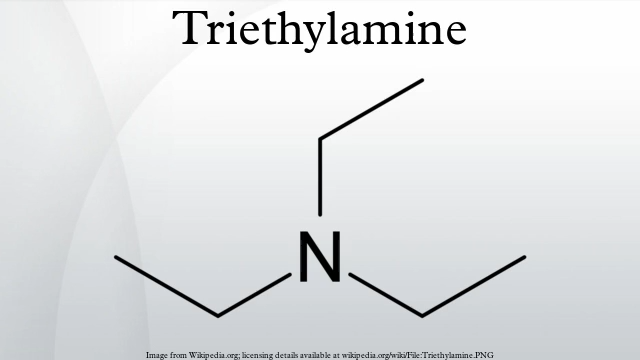 Triethylamine
N
Image from Wikipedia.org; licensing details available at wikipedia.org/wiki/File:Triethylamine.PNG